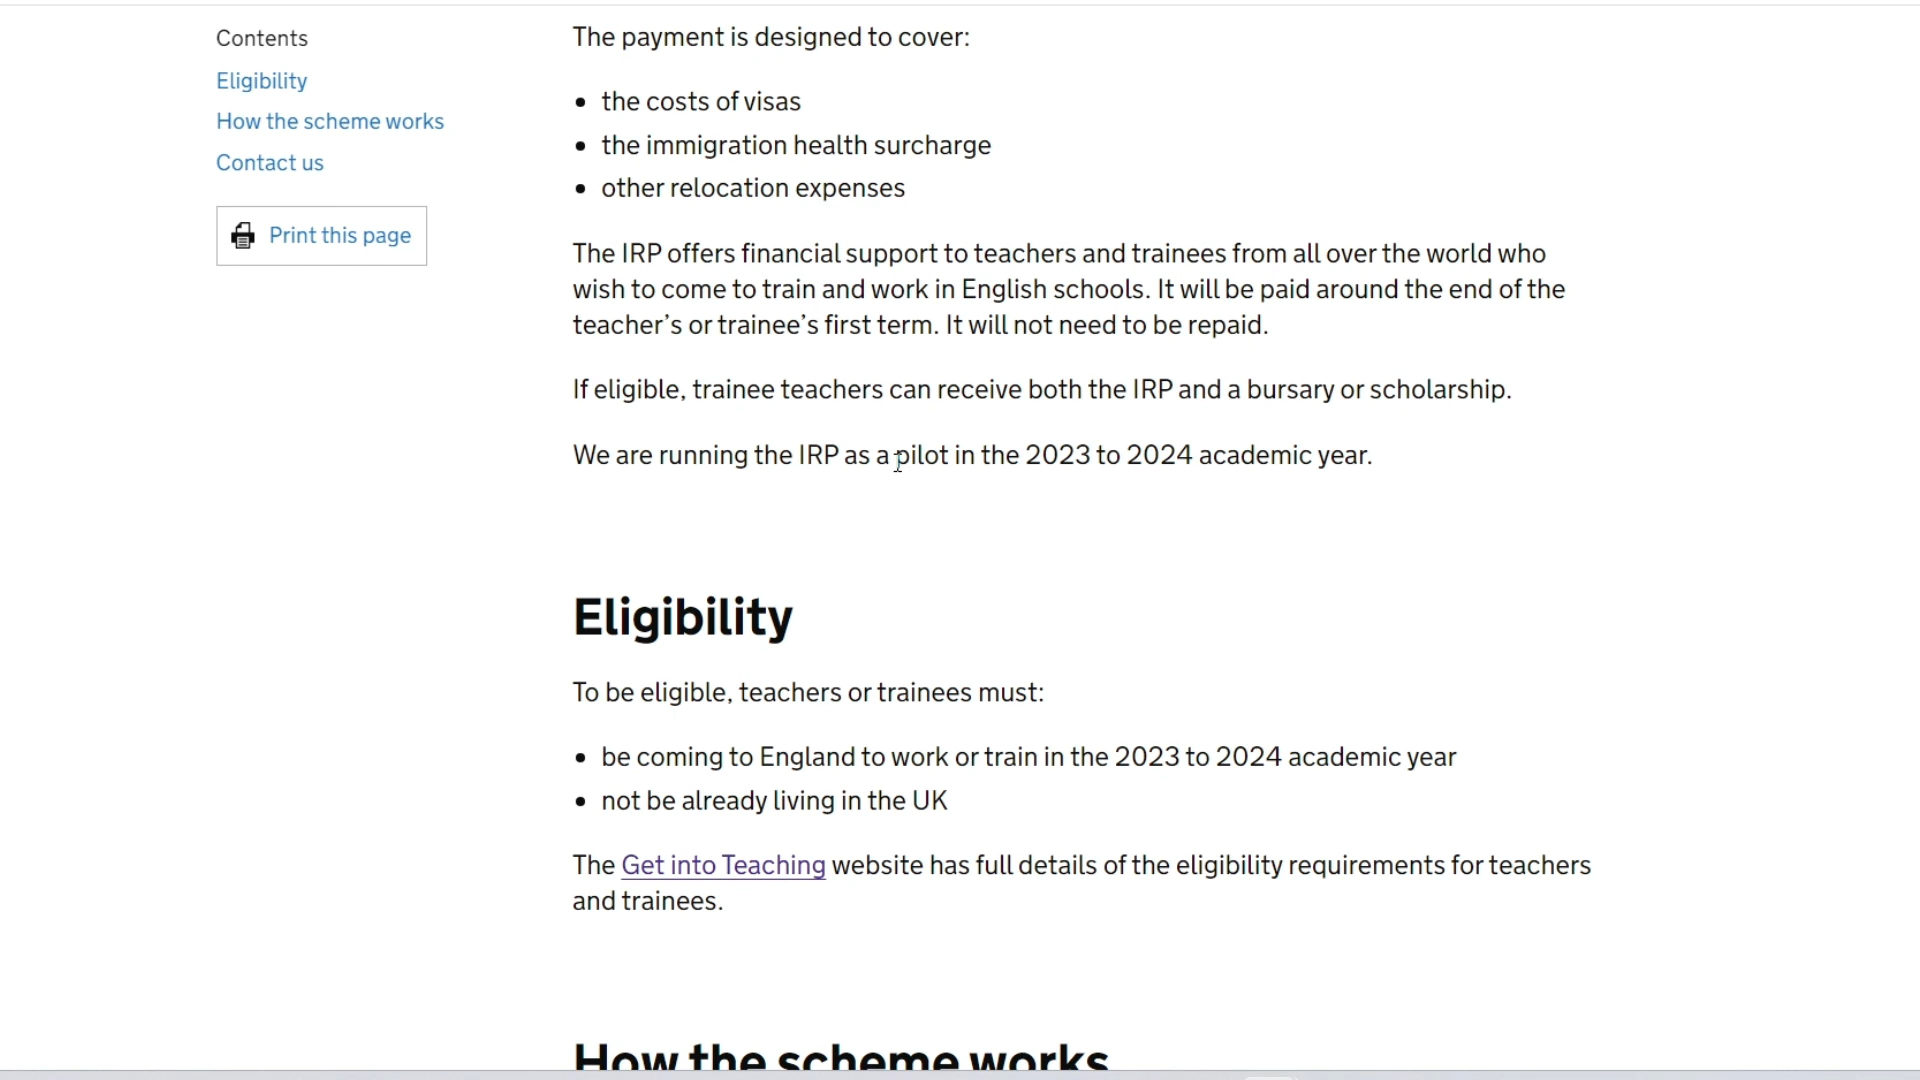 Contents
Eligibility
How the scheme works
Contact us
Print this page
The payment is designed to cover:
the costs of visas
the immigration health surcharge
other relocation expenses
The IRP offers financial support to teachers and trainees from all over the world who
wish to come to train and work in English schools. It will be paid around the end of the
teacher’s or trainee’s first term. It will not need to be repaid.
If eligible, trainee teachers can receive both the IRP and a bursary or scholarship.
We are running the IRP as a pilot in the 2023 to 2024 academic year.
Eligibility
To be eligible, teachers or trainees must:
be coming to England to work or train in the 2023 to 2024 academic year
not be already living in the UK
The Get into Teaching website has full details of the eligibility requirements for teachers
and trainees.
How the scheme works